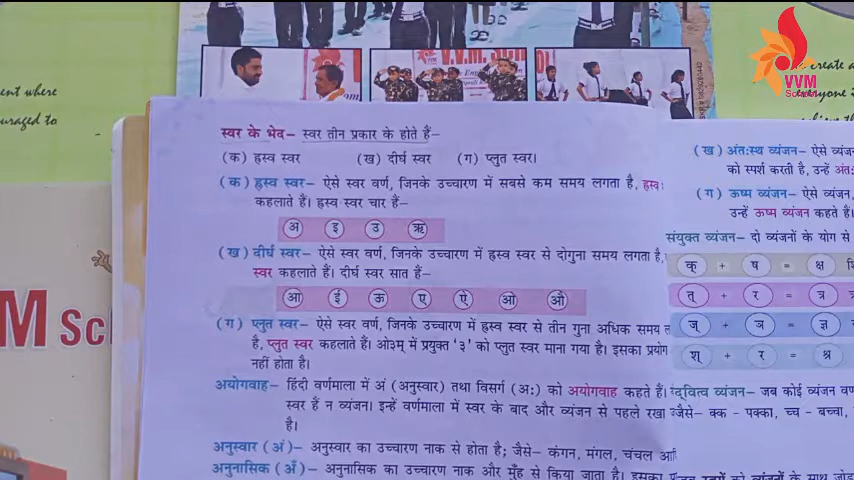 VVM
School
V.V.M. S
ent where
uraged to
create a
everyone i
M Sc
स्वर के भेद– स्वर तीन प्रकार के होते हैं–
(क) ह्रस्व स्वर (ख) दीर्घ स्वर (ग) प्लुत स्वर।
(क) ह्रस्व स्वर– ऐसे स्वर वर्ण, जिनके उच्चारण में सबसे कम समय लगता है, ह्रस्व
कहलाते हैं। ह्रस्व स्वर चार हैं–
अ इ उ ऋ
(ख) दीर्घ स्वर– ऐसे स्वर वर्ण, जिनके उच्चारण में ह्रस्व स्वर से दोगुना समय लगता है,
स्वर कहलाते हैं। दीर्घ स्वर सात हैं–
आ ई ऊ ए ऐ ओ औ
(ग) प्लुत स्वर– ऐसे स्वर वर्ण, जिनके उच्चारण में ह्रस्व स्वर से तीन गुना अधिक समय ल
है, प्लुत स्वर कहलाते हैं। ओ३म् में प्रयुक्त ‘३’ को प्लुत स्वर माना गया है। इसका प्रयोग
नहीं होता है।
अयोगवाह– हिंदी वर्णमाला में अं (अनुस्वार) तथा विसर्ग (अ:) को अयोगवाह कहते हैं।
स्वर हैं न व्यंजन। इन्हें वर्णमाला में स्वर के बाद और व्यंजन से पहले रखा
है।
अनुस्वार (अं) – अनुस्वार का उच्चारण नाक से होता है; जैसे– कंगन, मंगल, चंचल आ
अनुनासिक (अँ) – अनुनासिक का उच्चारण नाक और मुँह से किया जाता है। इसका
(ख) अंत:स्थ व्यंजन– ऐसे व्यंज
को स्पर्श करती है, उन्हें अंत:
(ग) ऊष्म व्यंजन– ऐसे व्यंजन,
उन्हें ऊष्म व्यंजन कहते हैं।
संयुक्त व्यंजन– दो व्यंजनों के योग से
क् + ष = क्ष
त् + र = त्र
ज् + ञ = ज्ञ
श् + र = श्र
द्वित्व व्यंजन– जब कोई व्यंजन वर्ण
जैसे– क्क - पक्का, च्च - बच्चा,
व्यंजनों के साथ जोड़